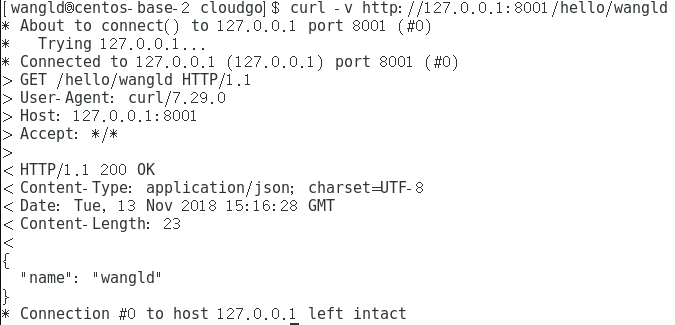 [wangld@centos-base-2 cloudgo]$ curl -v http://127.0.0.1:8001/hello/wangld
* About to connect() to 127.0.0.1 port 8001 (#0)
*   Trying 127.0.0.1...
* Connected to 127.0.0.1 (127.0.0.1) port 8001 (#0)
> GET /hello/wangld HTTP/1.1
> User-Agent: curl/7.29.0
> Host: 127.0.0.1:8001
> Accept: */*
>
< HTTP/1.1 200 OK
< Content-Type: application/json; charset=UTF-8
< Date: Tue, 13 Nov 2018 15:16:28 GMT
< Content-Length: 23
<
{
  "name": "wangld"
}
* Connection #0 to host 127.0.0.1 left intact